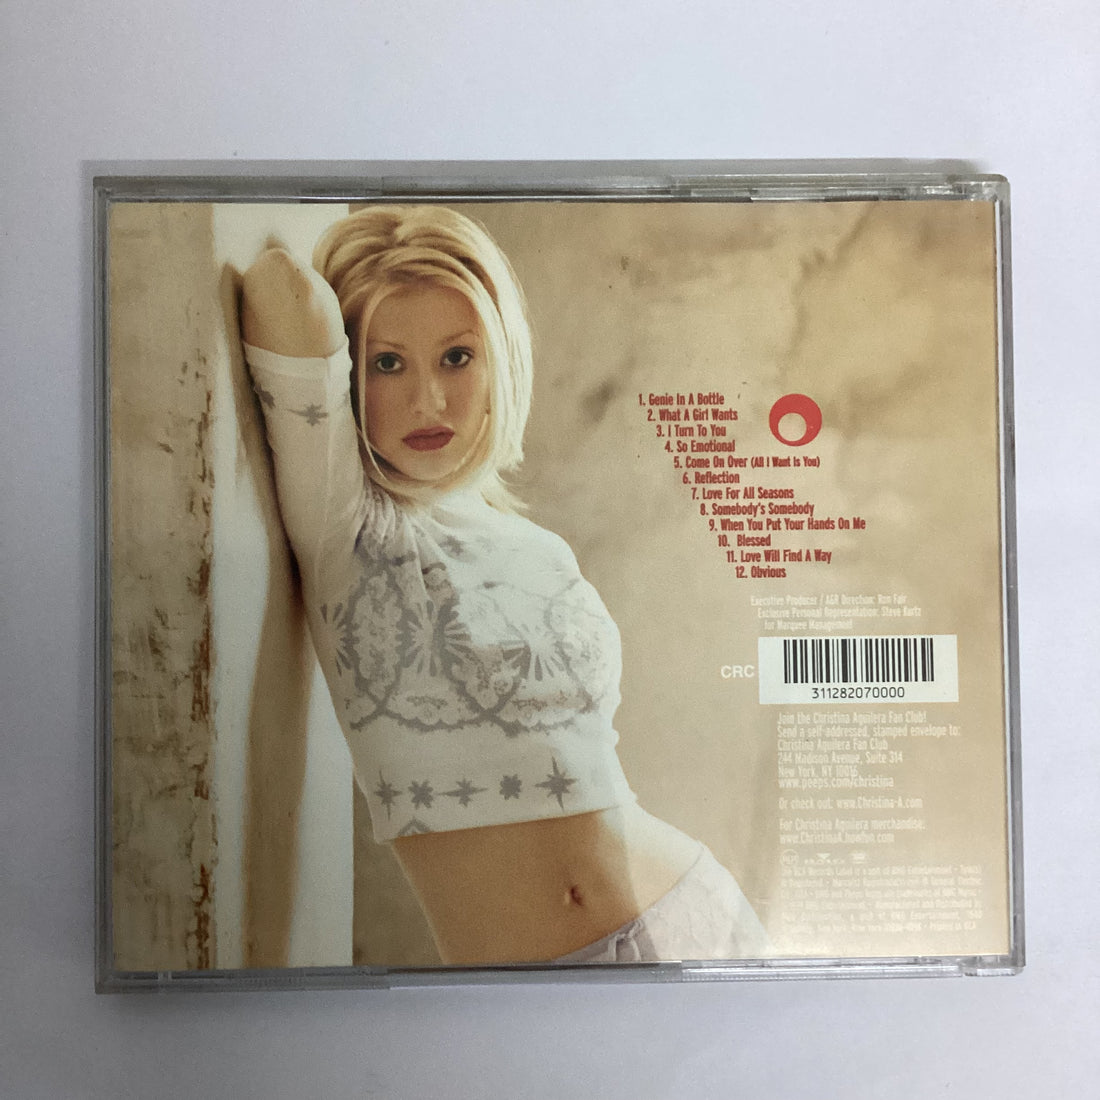 1. Genie In A Bottle
2. What A Girl Wants
3. I Turn To You
4. So Emotional
5. Come On Over (All I Want Is You)
6. Reflection
7. Love For All Seasons
8. Somebody's Somebody
9. When You Put Your Hands On Me
10. Blessed
11. Love Will Find A Way
12. Obvious
Executive Producer / A&R Direction: Ron Fair
Exclusive Personal Representation: Steve Kurtz
for Marquee Management
CRC
311282070000
Join the Christina Aguilera Fan Club!
Send a self-addressed, stamped envelope to:
Christina Aguilera Fan Club
244 Madison Avenue, Suite 314
New York, NY 10016
www.peeps.com/christina
Or check out: www.Christina-A.com
For Christina Aguilera merchandise:
www.ChristinaA.howfun.com